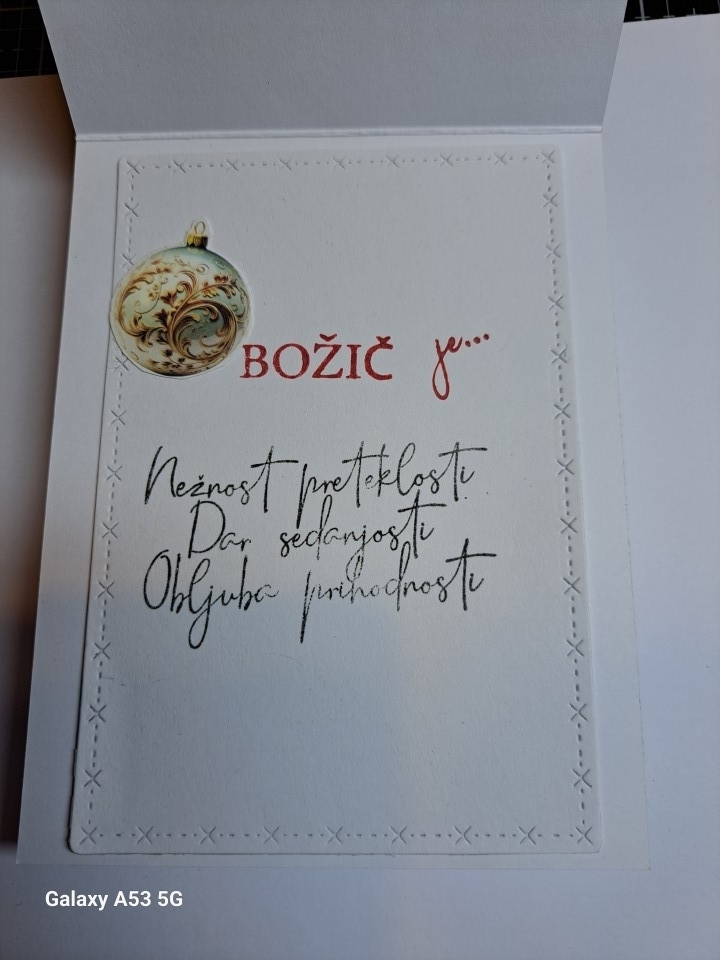 BOŽIČ je...
Nežnost preteklosti
Dar sedanjosti
Obljuba prihodnosti
Galaxy A53 5G